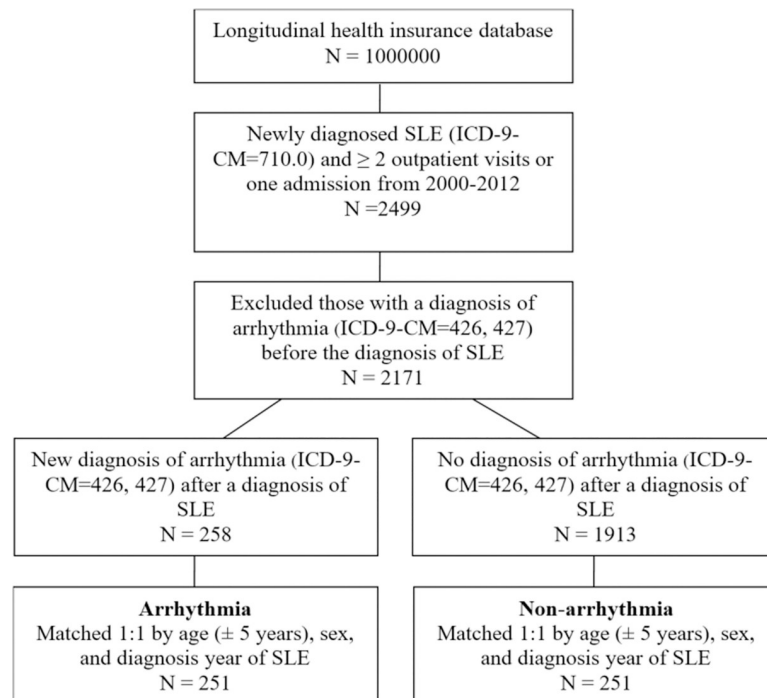 Longitudinal health insurance database
N = 1000000
Newly diagnosed SLE (ICD-9-
CM=710.0) and ≥ 2 outpatient visits or
one admission from 2000-2012
N =2499
Excluded those with a diagnosis of
arrhythmia (ICD-9-CM=426, 427)
before the diagnosis of SLE
N = 2171
New diagnosis of arrhythmia (ICD-9-
CM=426, 427) after a diagnosis of
SLE
N = 258
No diagnosis of arrhythmia (ICD-9-
CM=426, 427) after a diagnosis of
SLE
N = 1913
Arrhythmia
Matched 1:1 by age (± 5 years), sex,
and diagnosis year of SLE
N = 251
Non-arrhythmia
Matched 1:1 by age (± 5 years), sex,
and diagnosis year of SLE
N = 251